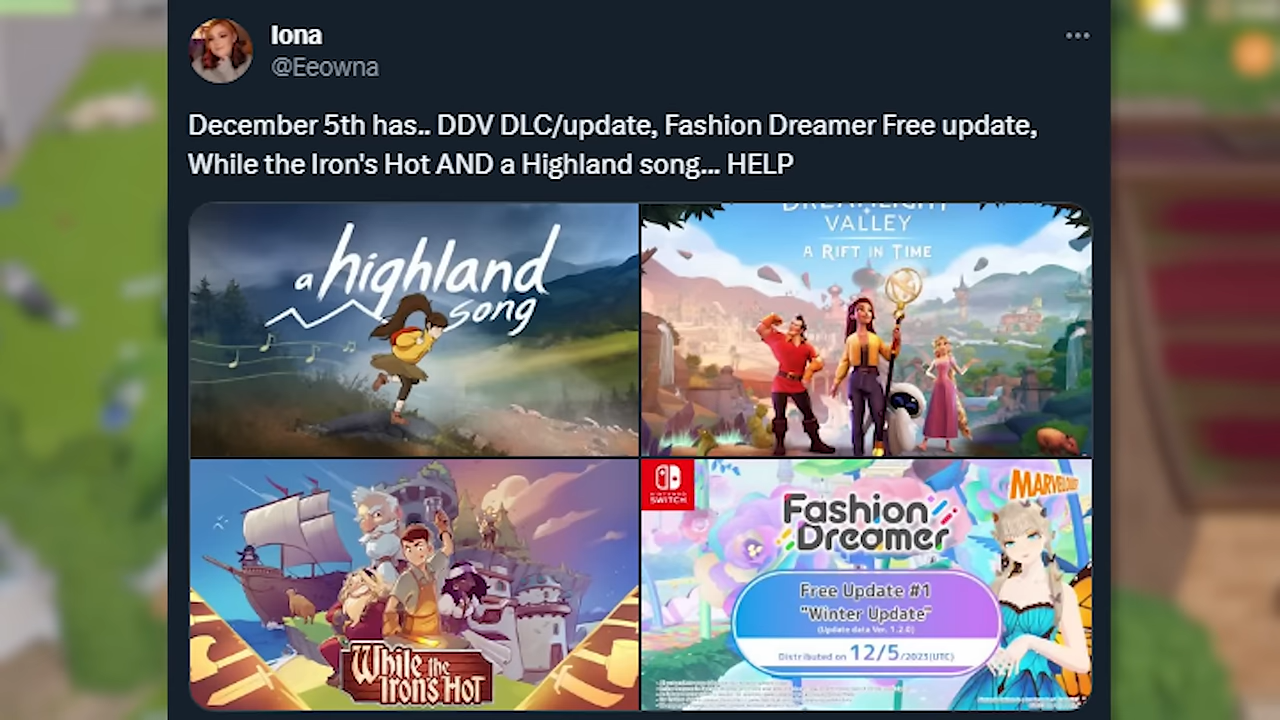 Iona
@Eeowna
December 5th has.. DDV DLC/update, Fashion Dreamer Free update,
While the Iron's Hot AND a Highland song... HELP
a highland
song
DREAMLIGHT
VALLEY
A RIFT IN TIME
While the
Iron's Hot
NINTENDO
SWITCH
MARVELOUS!
Fashion
Dreamer
Free Update #1
"Winter Update"
(Update data Ver. 1.2.0)
Distributed on 12/5/2023(UTC)